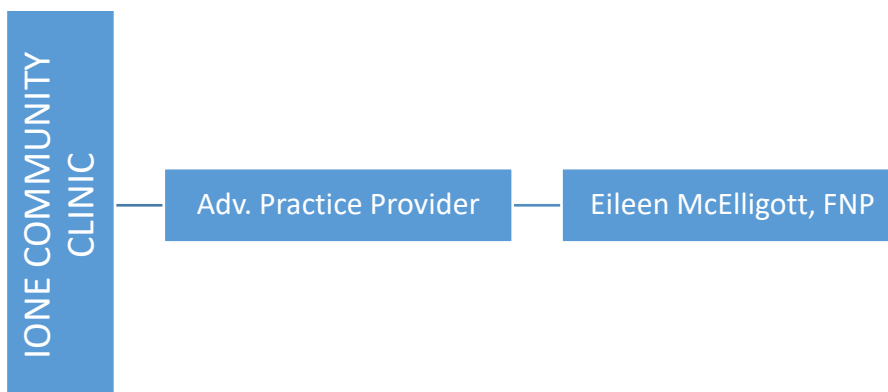 IONE COMMUNITY
CLINIC
Adv. Practice Provider
Eileen McElligott, FNP